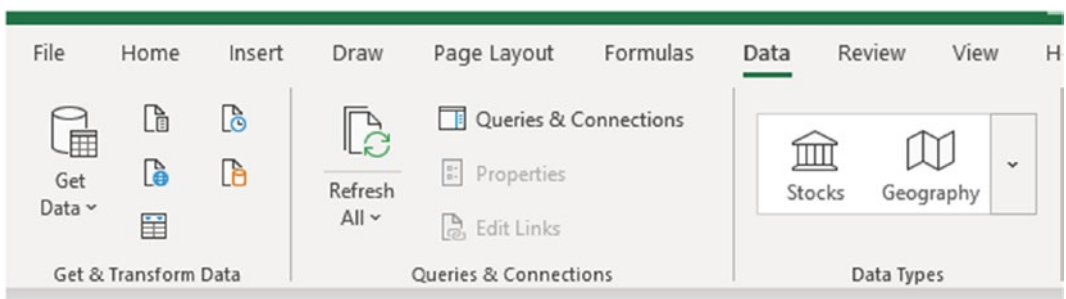 File Home Insert Draw Page Layout Formulas Data Review View H
Get
Data
Refresh
All
Queries & Connections
Properties
Edit Links
Stocks Geography
Get & Transform Data Queries & Connections Data Types